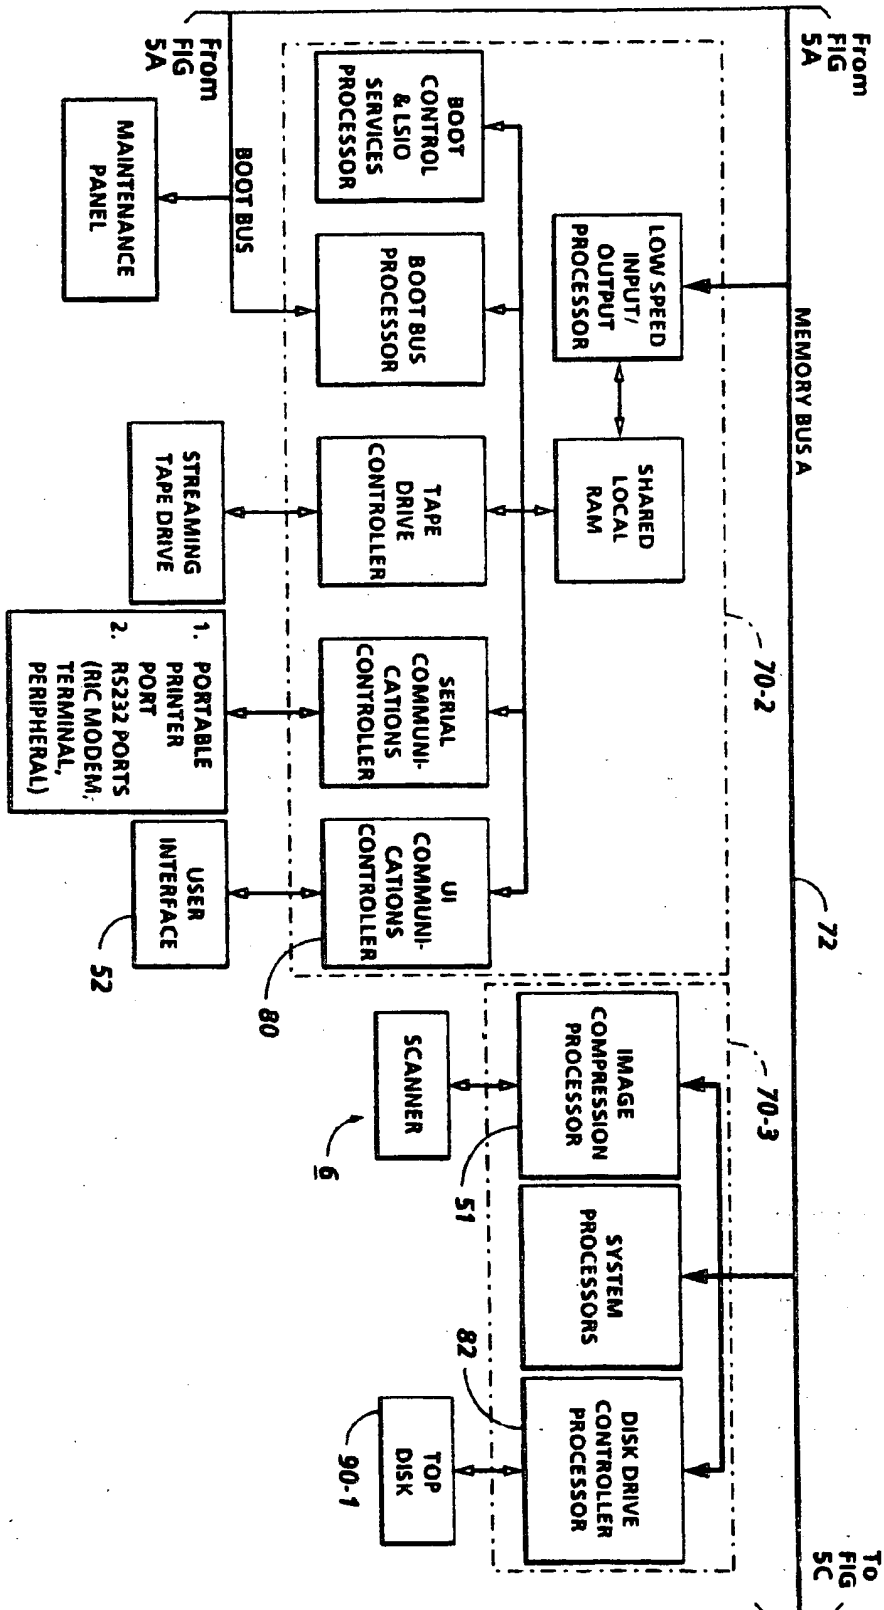 From
FIG
5A
MEMORY BUS A
72
To
FIG
5C
70-2
70-3
LOW SPEED
INPUT/
OUTPUT
PROCESSOR
SHARED
LOCAL
RAM
BOOT
CONTROL
& LSIO
SERVICES
PROCESSOR
BOOT BUS
PROCESSOR
TAPE
DRIVE
CONTROLLER
SERIAL
COMMUNI-
CATIONS
CONTROLLER
UI
COMMUNI-
CATIONS
CONTROLLER
80
IMAGE
COMPRESSION
PROCESSOR
51
SYSTEM
PROCESSORS
DISK DRIVE
CONTROLLER
PROCESSOR
82
From
FIG
5A
BOOT BUS
MAINTENANCE
PANEL
STREAMING
TAPE DRIVE
1. PORTABLE
PRINTER
PORT
2. RS232 PORTS
(RIC MODEM,
TERMINAL,
PERIPHERAL)
USER
INTERFACE
52
SCANNER
6
TOP
DISK
90-1